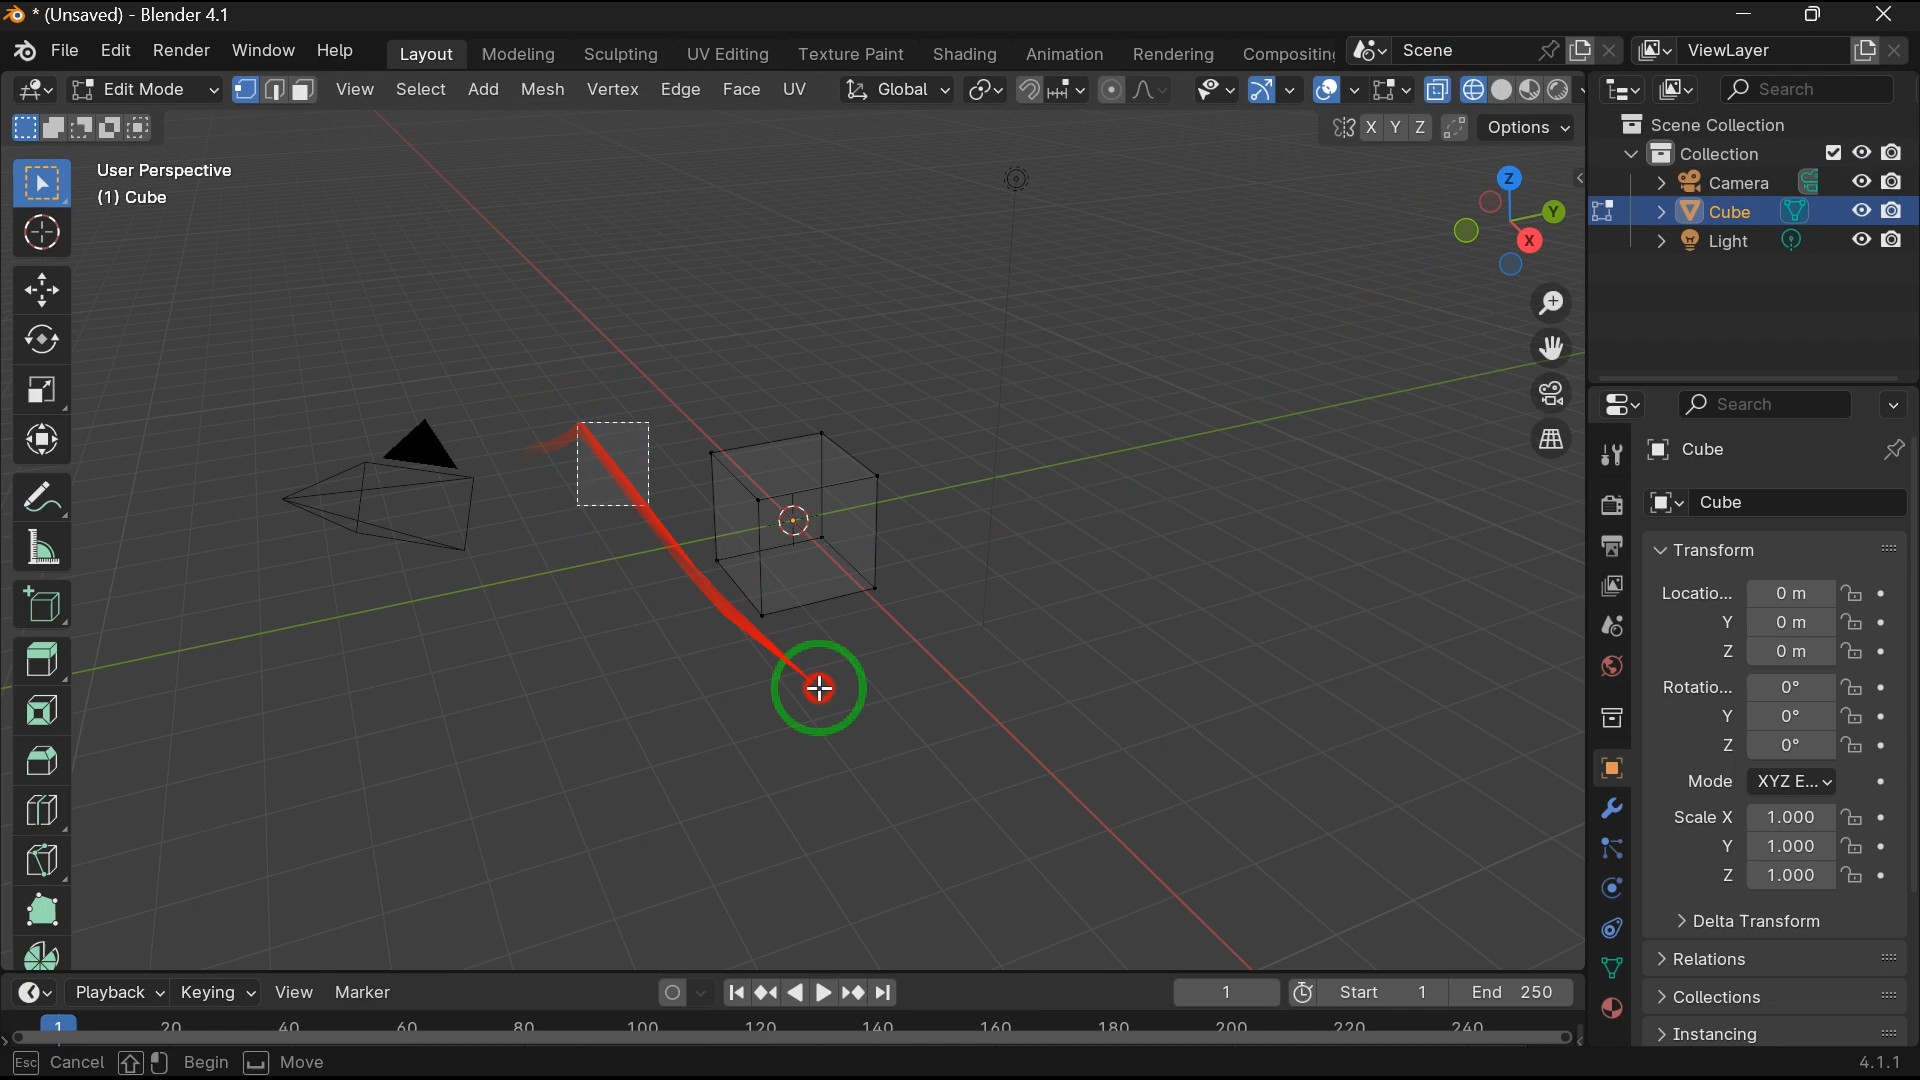 * (Unsaved) - Blender 4.1
File Edit Render Window Help Layout Modeling Sculpting UV Editing Texture Paint Shading Animation Rendering Compositing Scene ViewLayer
Edit Mode View Select Add Mesh Vertex Edge Face UV Global Search
X Y Z Options
User Perspective
(1) Cube
Z
Y
X
Scene Collection
Collection
Camera
Cube
Light
Search
Cube
Cube
Transform
Locatio... 0 m
Y 0 m
Z 0 m
Rotatio... 0°
Y 0°
Z 0°
Mode XYZ E...
Scale X 1.000
Y 1.000
Z 1.000
Delta Transform
Relations
Collections
Instancing
Playback Keying View Marker 1 Start 1 End 250
1 20 40 60 80 100 120 140 160 180 200 220 240
Esc Cancel Begin Move 4.1.1